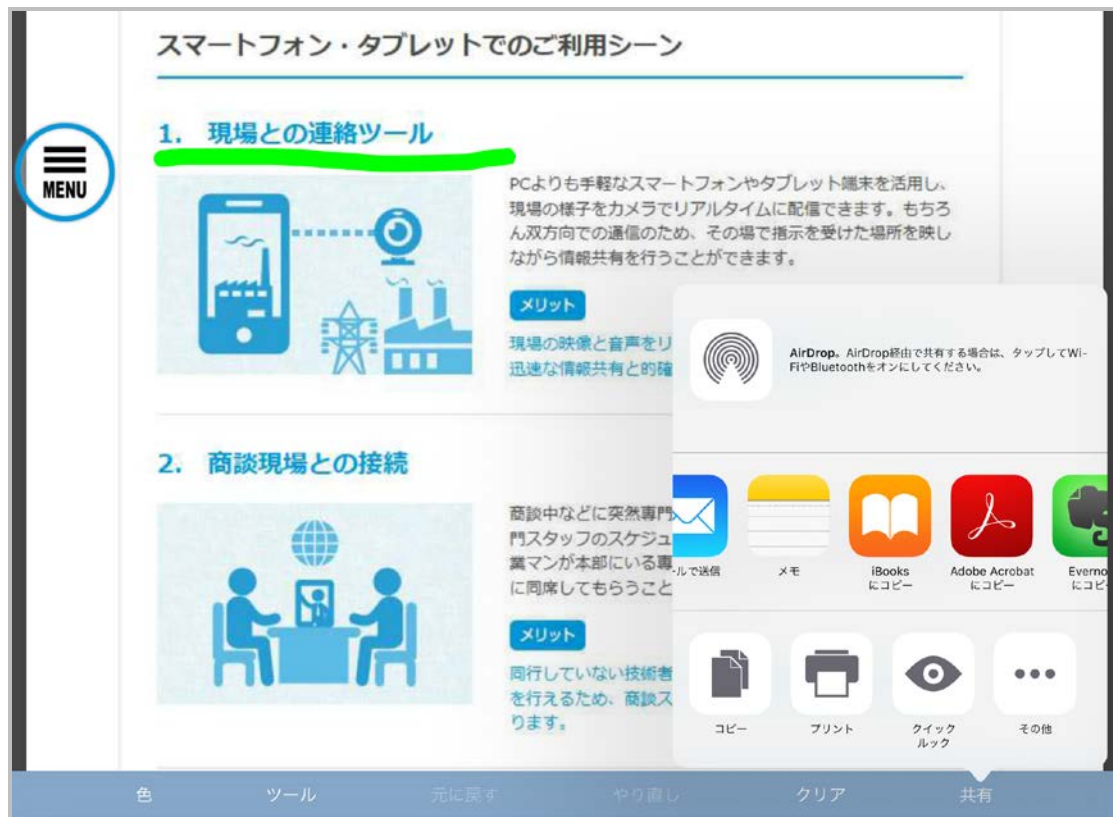 スマートフォン・タブレットでのご利用シーン
1. 現場との連絡ツール
MENU
PCよりも手軽なスマートフォンやタブレット端末を活用し、
現場の様子をカメラでリアルタイムに配信できます。もちろ
ん双方向での通信のため、その場で指示を受けた場所を映し
ながら情報共有を行うことができます。
メリット
現場の映像と音声をリ
迅速な情報共有と的確
AirDrop。AirDrop経由で共有する場合は、タップしてWi-
FiやBluetoothをオンにしてください。
2. 商談現場との接続
商談中などに突然専門
門スタッフのスケジュ
業マンが本部にいる専
に同席してもらうこと
メリット
同行していない技術者
を行えるため、商談ス
ります。
ールで送信
メモ
iBooks
にコピー
Adobe Acrobat
にコピー
Everno
にコピ
コピー
プリント
クイック
ルック
その他
色
ツール
元に戻す
やり直し
クリア
共有